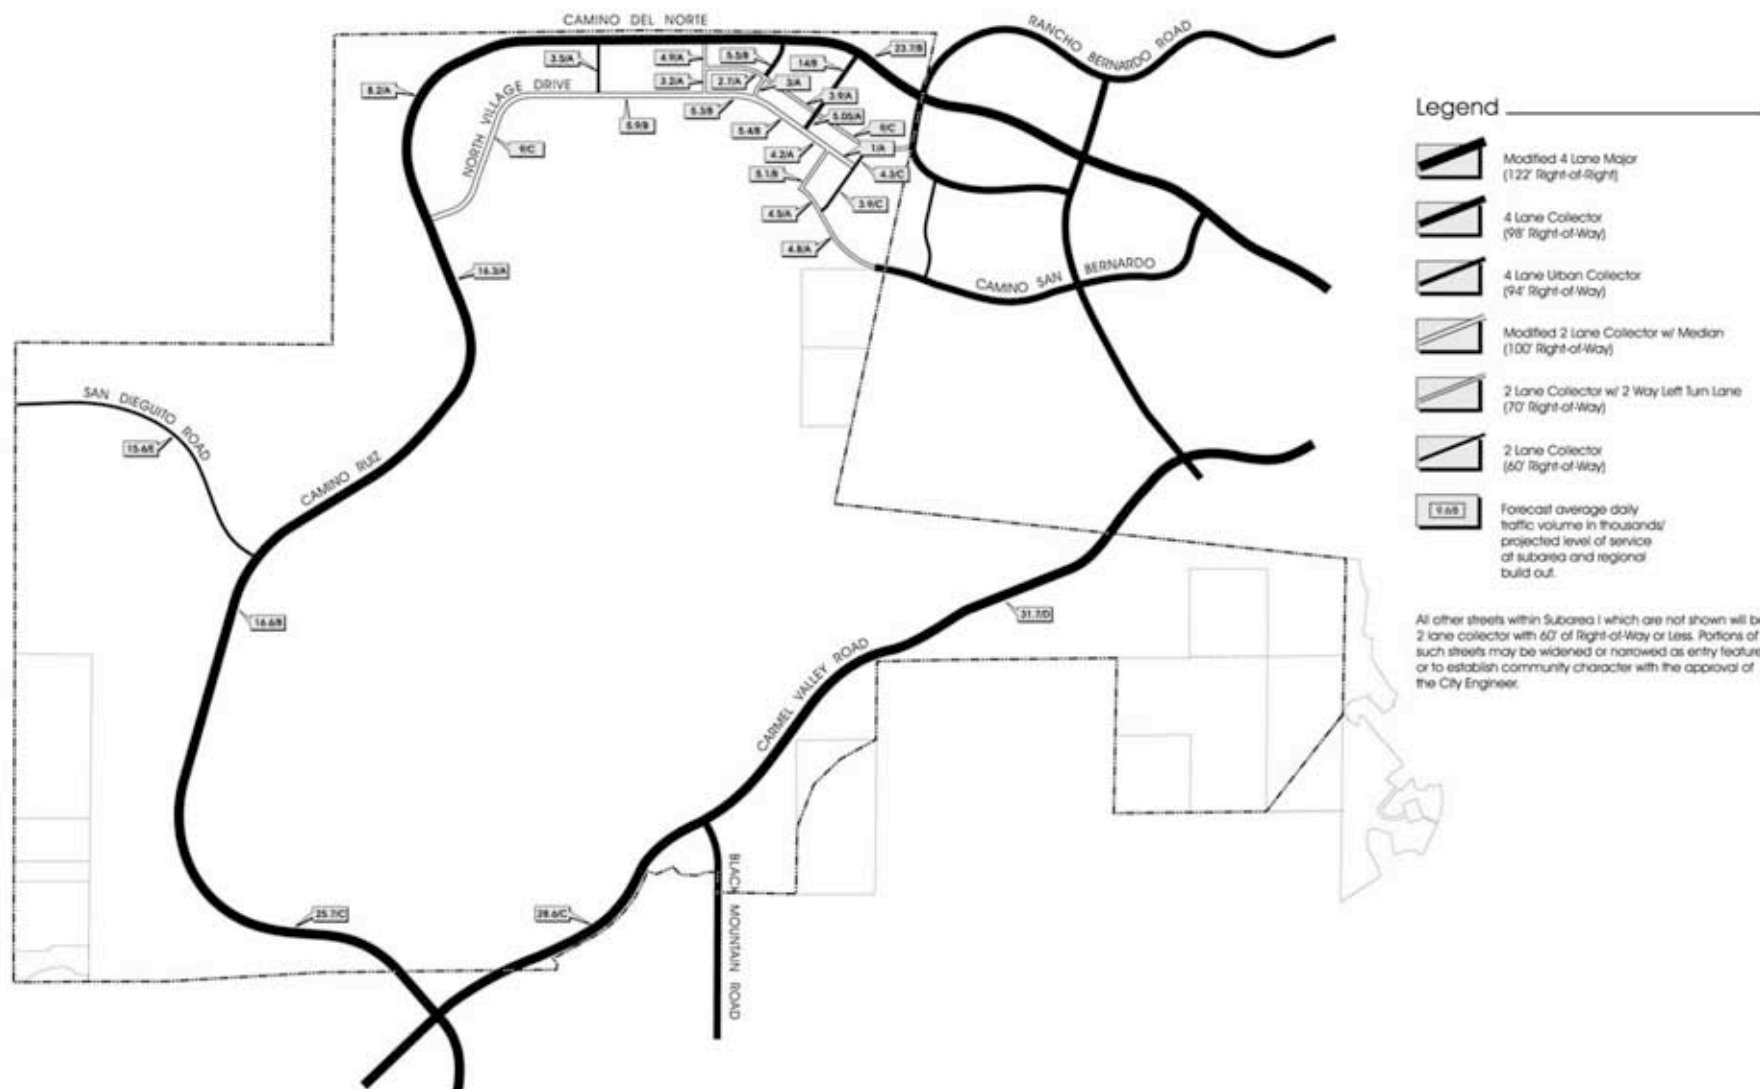 CAMINO DEL NORTE
RANCHO BERNARDO ROAD
23.7/B
3.5/A
4.9/A
5.5/B
14/B
8.2/A
3.2/A
2.7/A
3/A
3.9/A
NORTH VILLAGE DRIVE
5.9/B
5.3/B
5.05/A
5.4/B
9/C
9/C
4.2/A
1/A
5.1/B
4.3/C
4.5/A
3.9/C
4.8/A
16.3/A
CAMINO SAN BERNARDO
SAN DIEGUITO ROAD
15.6/E
CAMINO RUIZ
16.6/B
31.7/D
CARMEL VALLEY ROAD
25.7/C
28.6/C
BLACK MOUNTAIN ROAD
Legend
Modified 4 Lane Major
(122' Right-of-Right)
4 Lane Collector
(98' Right-of-Way)
4 Lane Urban Collector
(94' Right-of-Way)
Modified 2 Lane Collector w/ Median
(100' Right-of-Way)
2 Lane Collector w/ 2 Way Left Turn Lane
(70' Right-of-Way)
2 Lane Collector
(60' Right-of-Way)
9.6/B
Forecast average daily
traffic volume in thousands/
projected level of service
at subarea and regional
build out.
All other streets within Subarea I which are not shown will be
2 lane collector with 60' of Right-of-Way or Less. Portions of
such streets may be widened or narrowed as entry feature
or to establish community character with the approval of
the City Engineer.